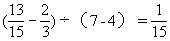 (13/15 − 2/3) ÷ （7-4） = 1/15